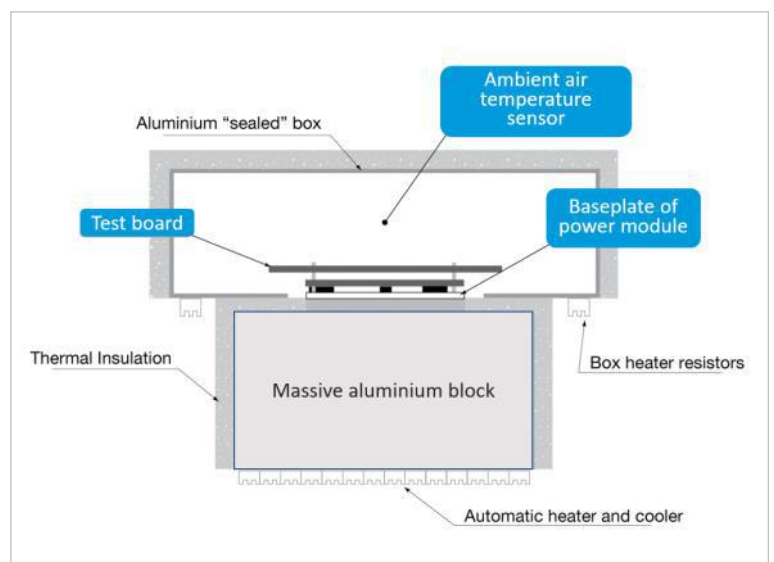 Ambient air
temperature
sensor
Aluminium “sealed” box
Test board
Baseplate of
power module
Thermal Insulation
Box heater resistors
Massive aluminium block
Automatic heater and cooler